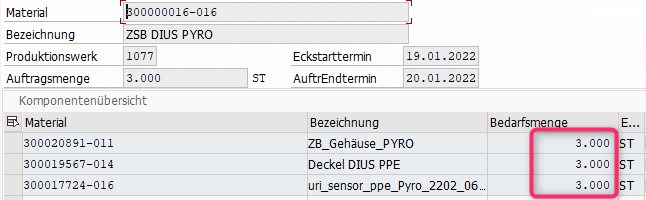 Material 300000016-016
Bezeichnung ZSB DIUS PYRO
Produktionswerk 1077 Eckstarttermin 19.01.2022
Auftragsmenge 3.000 ST AuftrEndtermin 20.01.2022
Komponentenübersicht
Material Bezeichnung Bedarfsmenge E...
300020891-011 ZB_Gehäuse_PYRO 3.000 ST
300019567-014 Deckel DIUS PPE 3.000 ST
300017724-016 uri_sensor_ppe_Pyro_2202_06... 3.000 ST